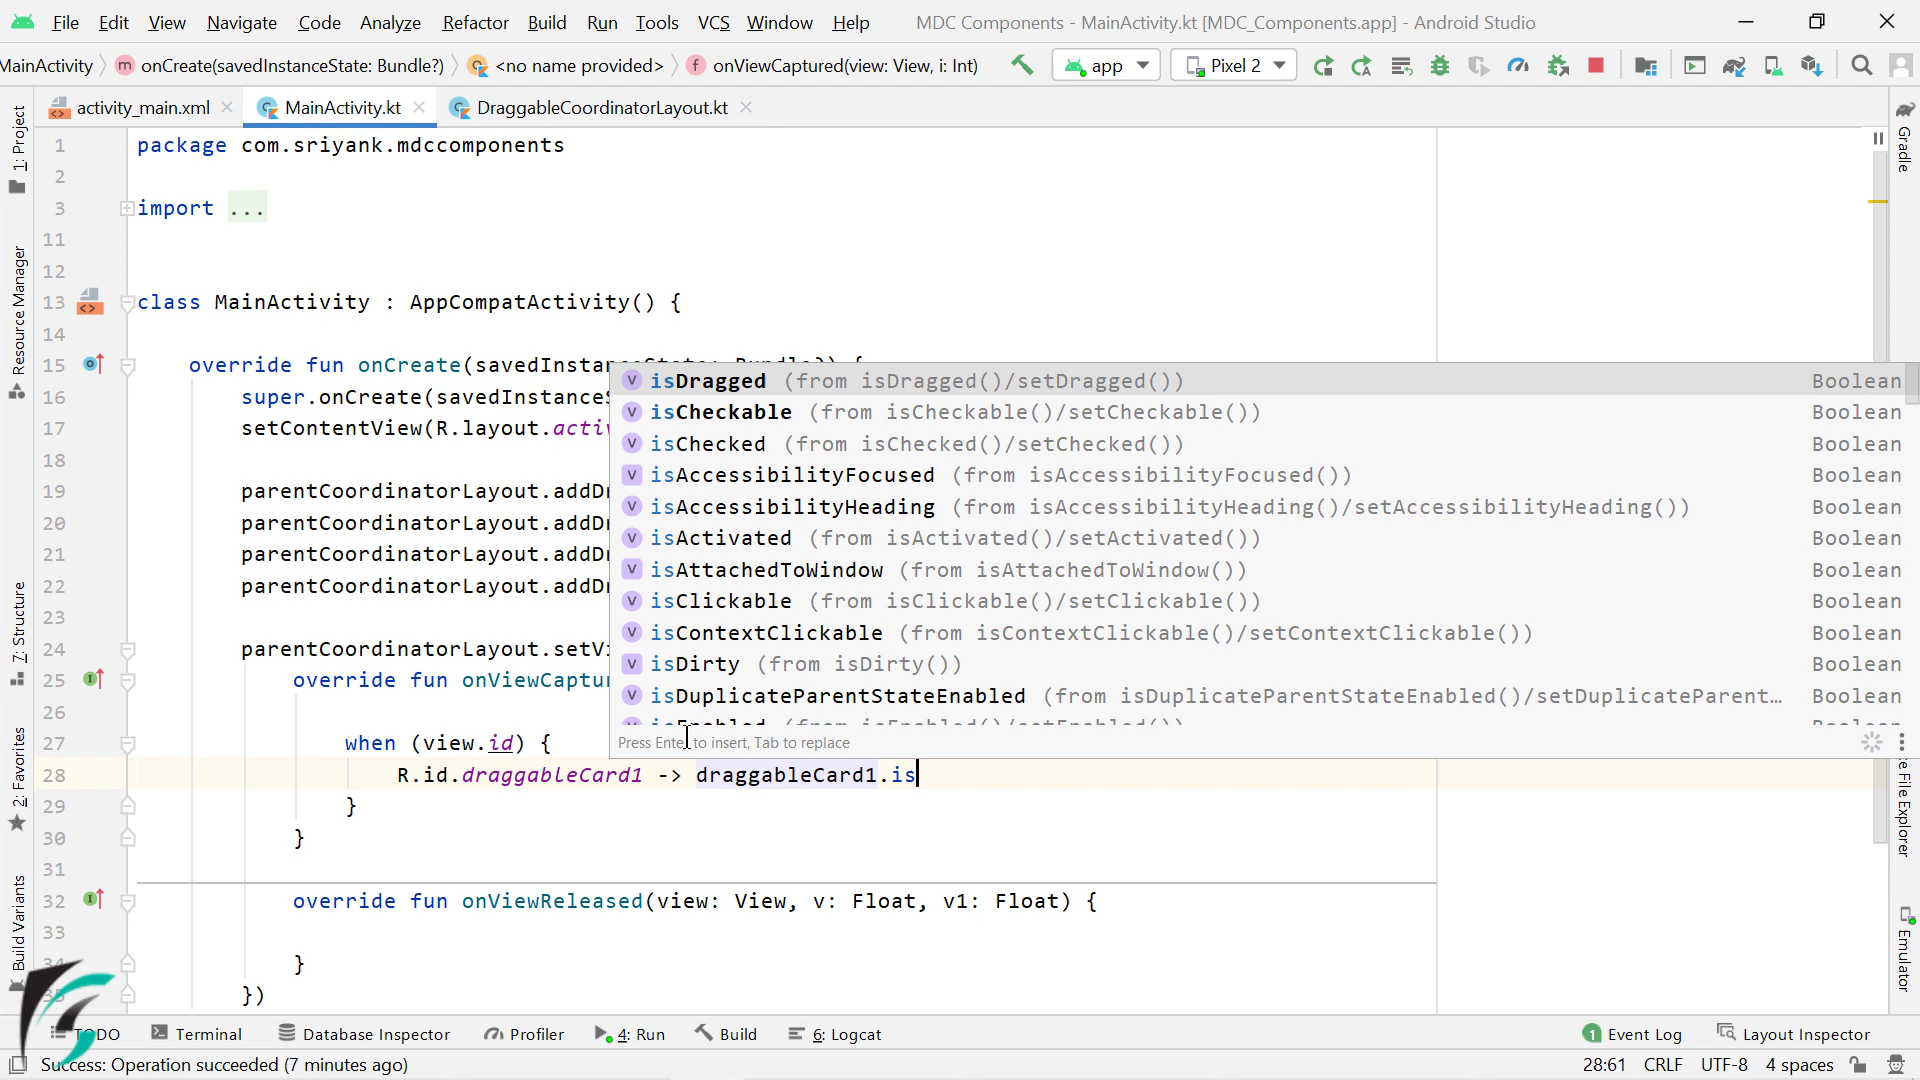 File Edit View Navigate Code Analyze Refactor Build Run Tools VCS Window Help MDC Components - MainActivity.kt [MDC_Components.app] - Android Studio
MainActivity onCreate(savedInstanceState: Bundle?) <no name provided> onViewCaptured(view: View, i: Int) app Pixel 2
activity_main.xml MainActivity.kt DraggableCoordinatorLayout.kt
1 package com.sriyank.mdccomponents
2
3 import ...
11
12
13 class MainActivity : AppCompatActivity() {
14
15 override fun onCreate(
16 super.onCreate(
17 setContentView(R.layout.
18
19 parentCoordinatorLayout.
20 parentCoordinatorLayout.
21 parentCoordinatorLayout.
22 parentCoordinatorLayout.
23
24 parentCoordinatorLayout.
25 override fun
26
27 when (view.id) {
28 R.id.draggableCard1 -> draggableCard1.is
29 }
30 }
31
32 override fun onViewReleased(view: View, v: Float, v1: Float) {
33
34 }
35 })
isDragged (from isDragged()/setDragged()) Boolean
isCheckable (from isCheckable()/setCheckable()) Boolean
isChecked (from isChecked()/setChecked()) Boolean
isAccessibilityFocused (from isAccessibilityFocused()) Boolean
isAccessibilityHeading (from isAccessibilityHeading()/setAccessibilityHeading()) Boolean
isActivated (from isActivated()/setActivated()) Boolean
isAttachedToWindow (from isAttachedToWindow()) Boolean
isClickable (from isClickable()/setClickable()) Boolean
isContextClickable (from isContextClickable()/setContextClickable()) Boolean
isDirty (from isDirty()) Boolean
isDuplicateParentStateEnabled (from isDuplicateParentStateEnabled()/setDuplicateParent... Boolean
Press Enter to insert, Tab to replace
1: Project
Resource Manager
7: Structure
2: Favorites
Build Variants
Gradle
File Explorer
Emulator
TODO Terminal Database Inspector Profiler 4: Run Build 6: Logcat 1 Event Log Layout Inspector
Success: Operation succeeded (7 minutes ago) 28:61 CRLF UTF-8 4 spaces